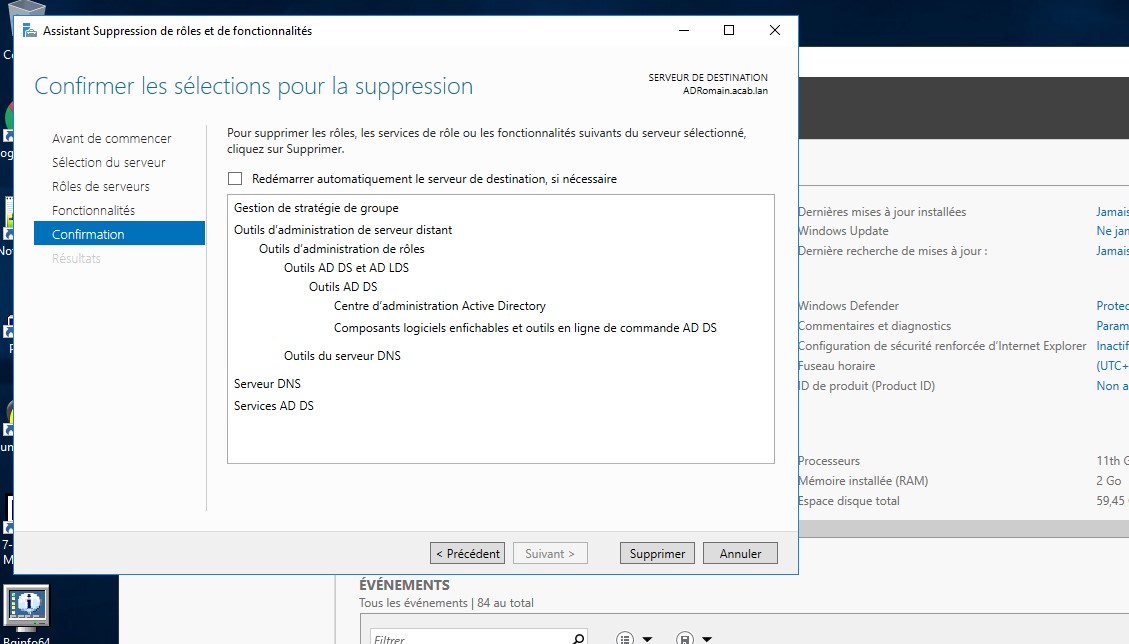 Assistant Suppression de rôles et de fonctionnalités
Confirmer les sélections pour la suppression
SERVEUR DE DESTINATION
ADRomain.acab.lan
Avant de commencer
Sélection du serveur
Rôles de serveurs
Fonctionnalités
Confirmation
Résultats
Pour supprimer les rôles, les services de rôle ou les fonctionnalités suivants du serveur sélectionné,
cliquez sur Supprimer.
Redémarrer automatiquement le serveur de destination, si nécessaire
Gestion de stratégie de groupe
Outils d'administration de serveur distant
Outils d'administration de rôles
Outils AD DS et AD LDS
Outils AD DS
Centre d'administration Active Directory
Composants logiciels enfichables et outils en ligne de commande AD DS
Outils du serveur DNS
Serveur DNS
Services AD DS
< Précédent
Suivant >
Supprimer
Annuler
Dernières mises à jour installées
Jamais
Windows Update
Ne jam
Dernière recherche de mises à jour :
Jamais
Windows Defender
Protec
Commentaires et diagnostics
Param
Configuration de sécurité renforcée d'Internet Explorer
Inactif
Fuseau horaire
(UTC+
ID de produit (Product ID)
Non a
Processeurs
11th G
Mémoire installée (RAM)
2 Go
Espace disque total
59,45
ÉVÉNEMENTS
Tous les événements | 84 au total
Filtrer
Bginfo64